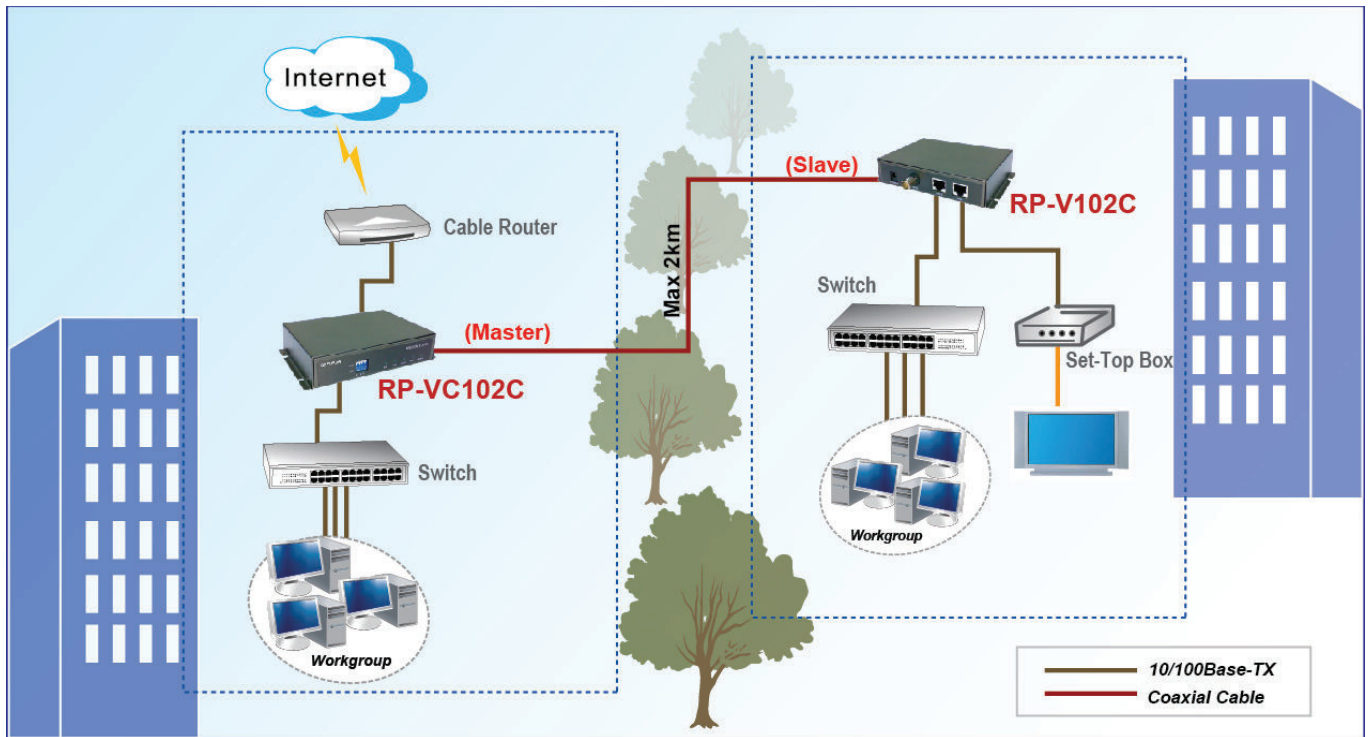 Internet
Cable Router
(Master)
RP-VC102C
Switch
Workgroup
Max 2km
(Slave)
RP-V102C
Switch
Set-Top Box
Workgroup
10/100Base-TX
Coaxial Cable